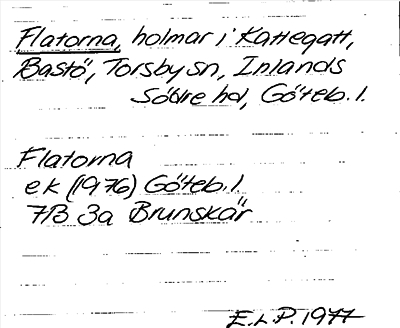 Flatorna, holmar i Kattegatt,
Bastö, Torsby sn, Inlands
Södre hd, Göteb. l.
Flatorna
ek (1976) Göteb. l.
7B 3a Brunskär
E.L.P. 1977